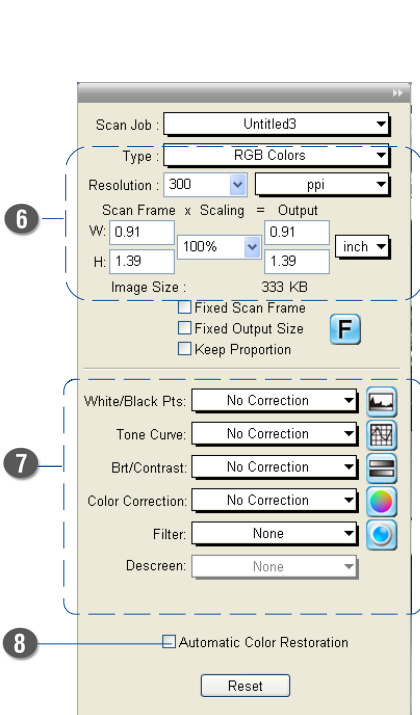 Scan Job : Untitled3
Type : RGB Colors
Resolution : 300 ppi
Scan Frame x Scaling = Output
W: 0.91 100% 0.91 inch
H: 1.39 1.39
Image Size : 333 KB
Fixed Scan Frame
Fixed Output Size
F
Keep Proportion
6
White/Black Pts: No Correction
Tone Curve: No Correction
Brt/Contrast: No Correction
7
Color Correction: No Correction
Filter: None
Descreen: None
8 Automatic Color Restoration
Reset